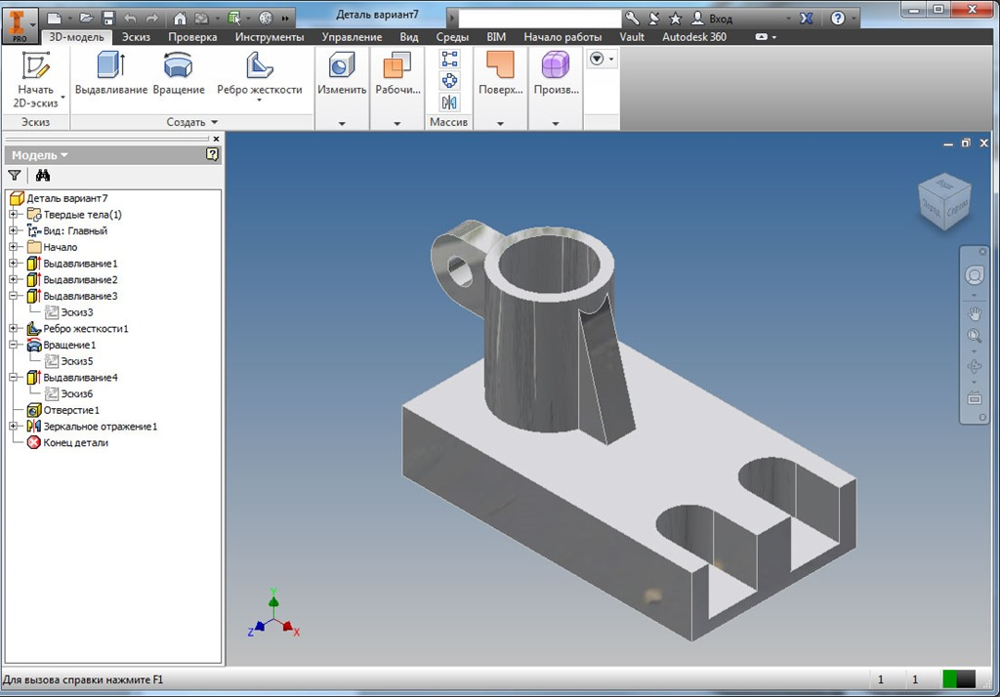 Деталь вариант7
Вход
PRO
3D-модель Эскиз Проверка Инструменты Управление Вид Среды BIM Начало работы Vault Autodesk 360
Начать
2D-эскиз
Выдавливание
Вращение
Ребро жесткости
Изменить
Рабочи...
Поверх...
Произв...
Эскиз
Создать
Массив
Модель
Деталь вариант7
Твердые тела(1)
Вид: Главный
Начало
Выдавливание1
Выдавливание2
Выдавливание3
Эскиз3
Ребро жесткости1
Вращение1
Эскиз5
Выдавливание4
Эскиз6
Отверстие1
Зеркальное отражение1
Конец детали
Y
Z
X
Для вызова справки нажмите F1
1
1